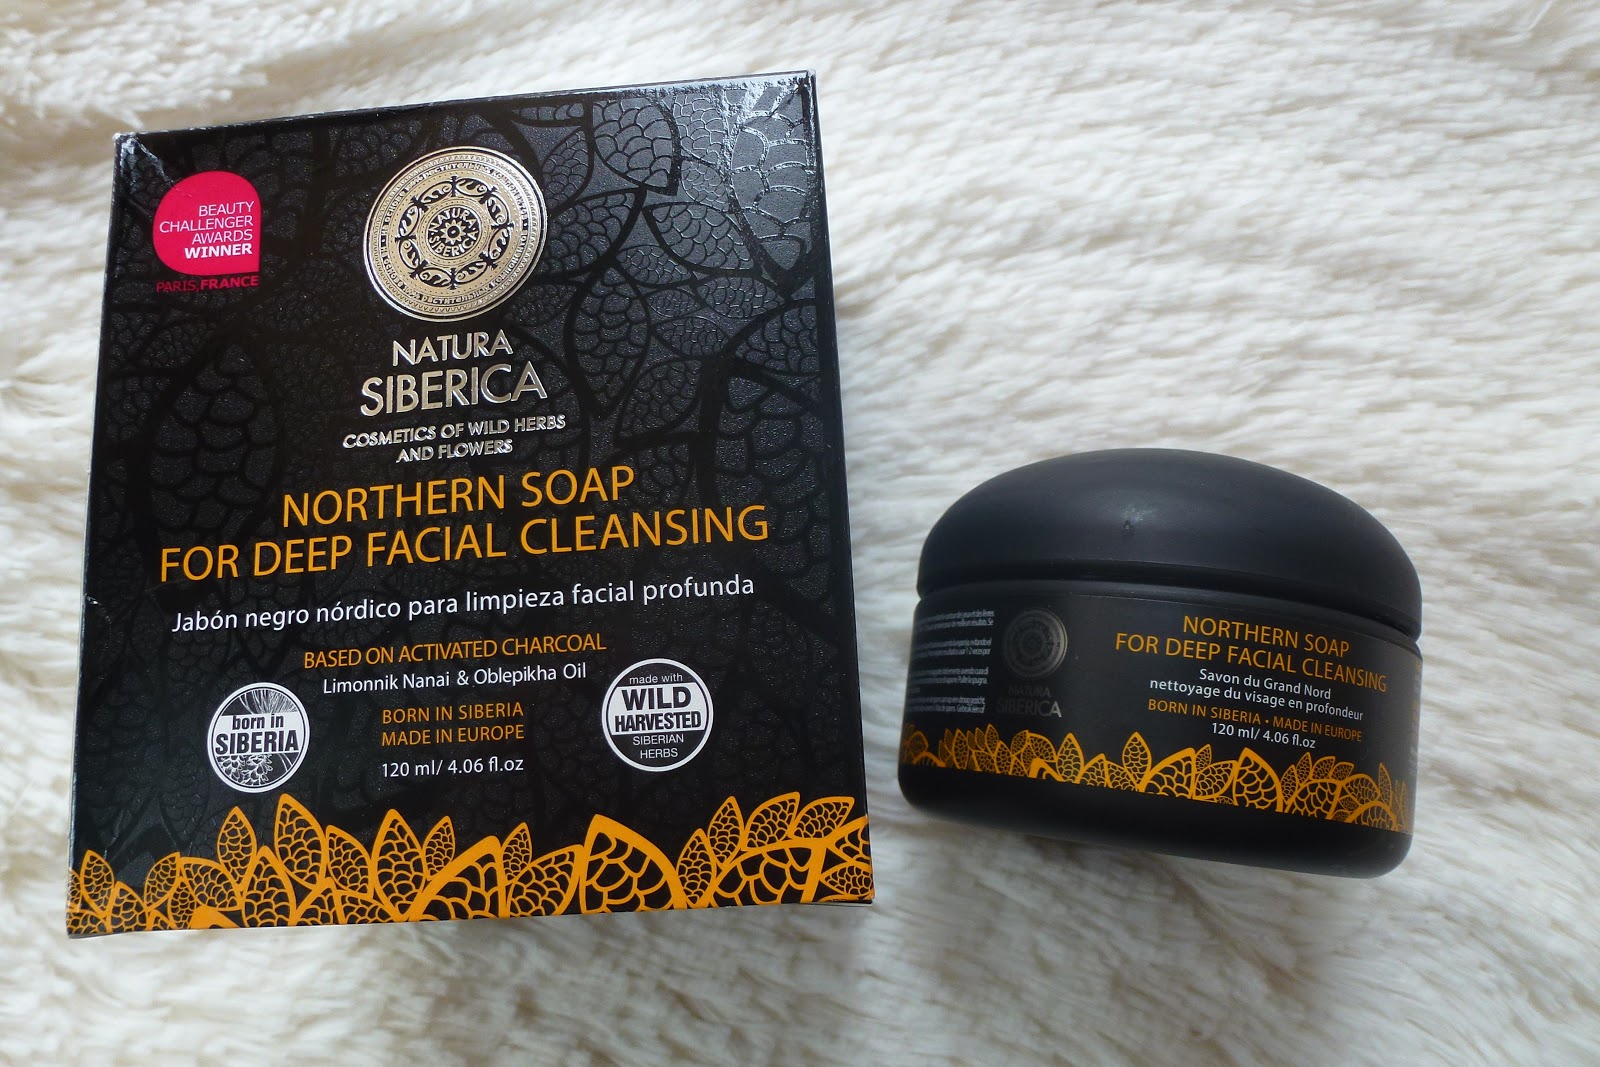 BEAUTY
CHALLENGER
AWARDS
WINNER
PARIS, FRANCE
NATURA
SIBERICA
NATURA
SIBERICA
COSMETICS OF WILD HERBS
AND FLOWERS
NORTHERN SOAP
FOR DEEP FACIAL CLEANSING
Jabón negro nórdico para limpieza facial profunda
BASED ON ACTIVATED CHARCOAL
Limonnik Nanai & Oblepikha Oil
born in
SIBERIA
BORN IN SIBERIA
MADE IN EUROPE
120 ml/ 4.06 fl.oz
made with
WILD
HARVESTED
SIBERIAN
HERBS
NATURA
SIBERICA
NORTHERN SOAP
FOR DEEP FACIAL CLEANSING
Savon du Grand Nord
nettoyage du visage en profondeur
BORN IN SIBERIA • MADE IN EUROPE
120 ml/ 4.06 fl.oz